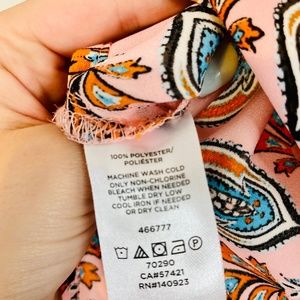 100% POLYESTER/
POLIÉSTER
MACHINE WASH COLD
ONLY NON-CHLORINE
BLEACH WHEN NEEDED
TUMBLE DRY LOW
COOL IRON IF NEEDED
OR DRY CLEAN
466777
70290
CA#57421
RN#140923